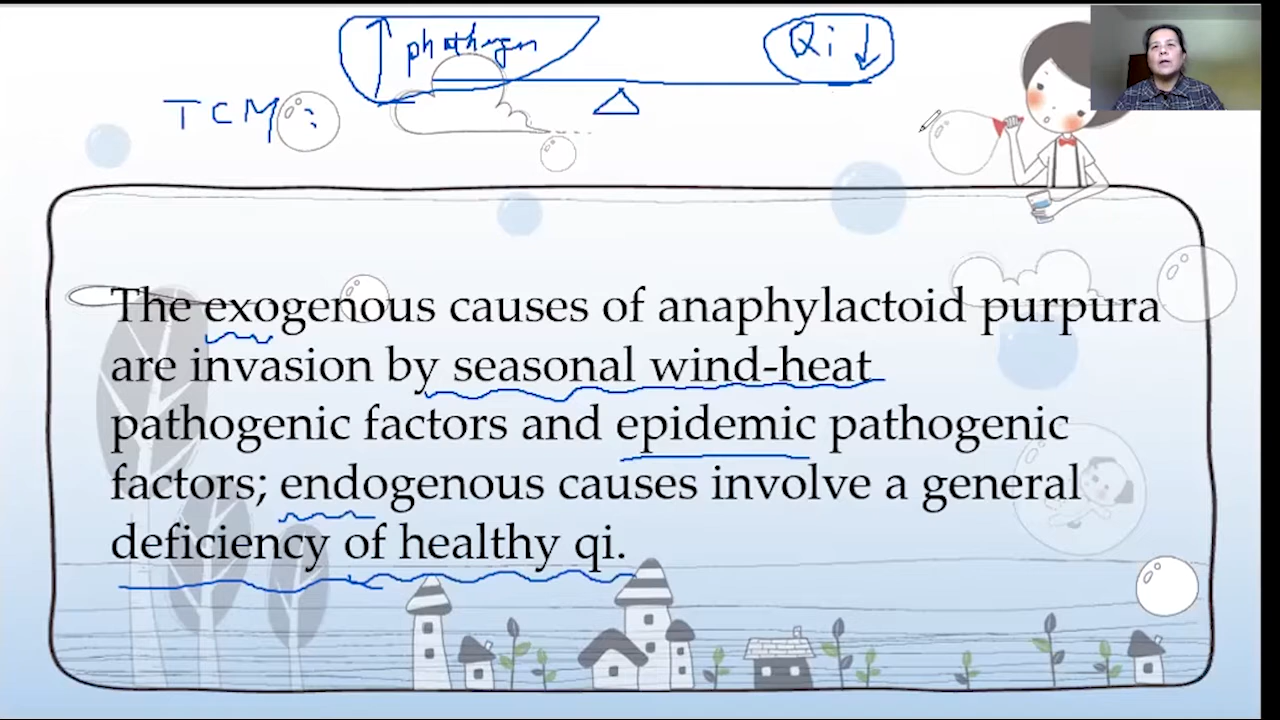 phathogen
Qi
TCM :
The exogenous causes of anaphylactoid purpura
are invasion by seasonal wind-heat
pathogenic factors and epidemic pathogenic
factors; endogenous causes involve a general
deficiency of healthy qi.